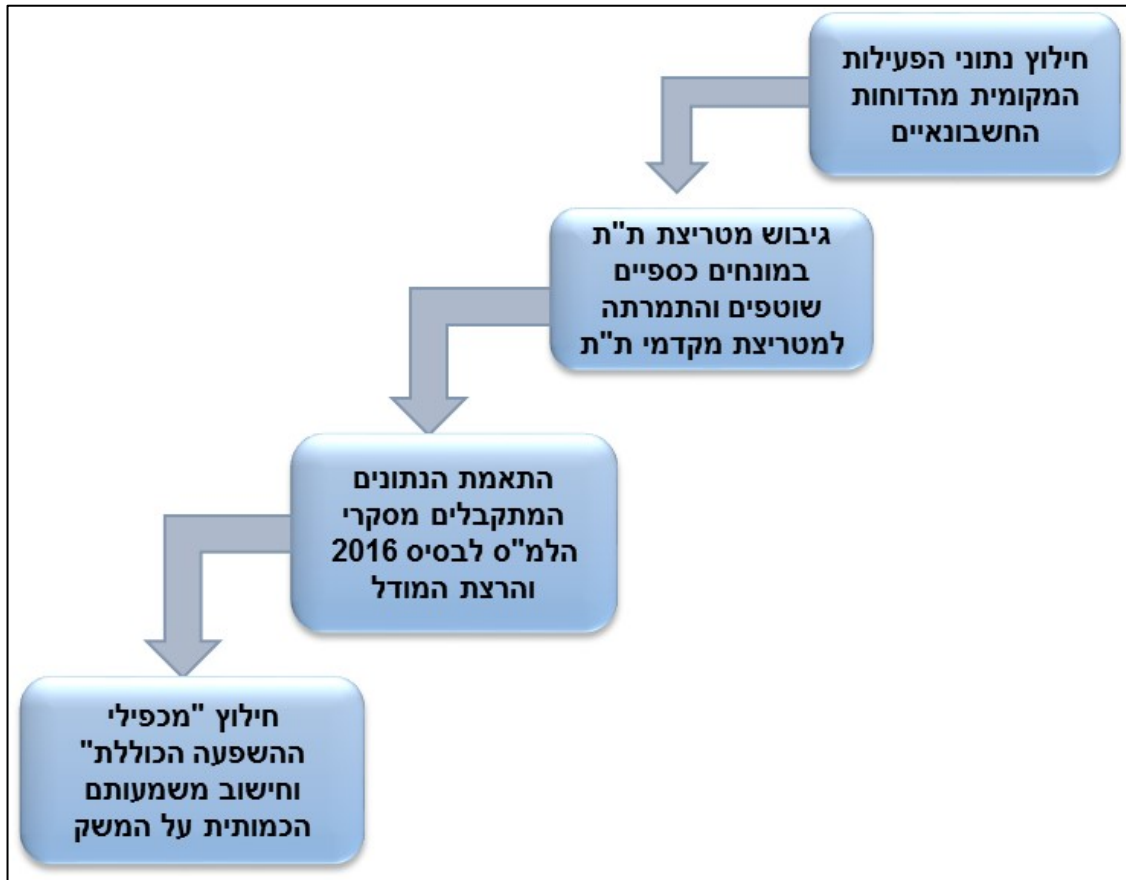 חילוץ נתוני הפעילות
המקומית מהדוחות
החשבונאיים
גיבוש מטריצת ת"ת
במונחים כספיים
שוטפים והתמרתה
למטריצת מקדמי ת"ת
התאמת הנתונים
המתקבלים מסקרי
הלמ"ס לבסיס 2016
והרצת המודל
חילוץ "מכפילי
ההשפעה הכוללת"
וחישוב משמעותם
הכמותית על המשק